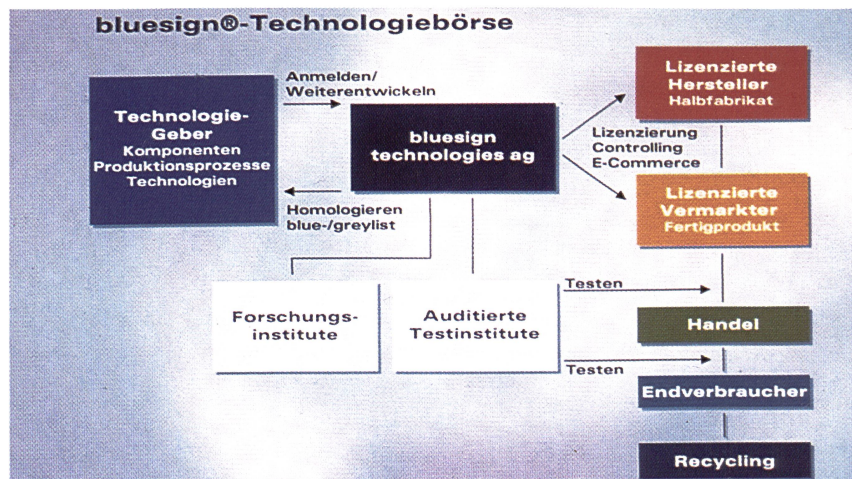 bluesign®-Technologiebörse
Anmelden/
Weiterentwickeln
Technologie-
Geber
Komponenten
Produktionsprozesse
Technologien
bluesign
technologies ag
Homologieren
blue-/greylist
Lizenzierung
Controlling
E-Commerce
Lizenzierte
Hersteller
Halbfabrikat
Lizenzierte
Vermarkter
Fertigprodukt
Forschungs-
institute
Auditierte
Testinstitute
Testen
Testen
Handel
Endverbraucher
Recycling